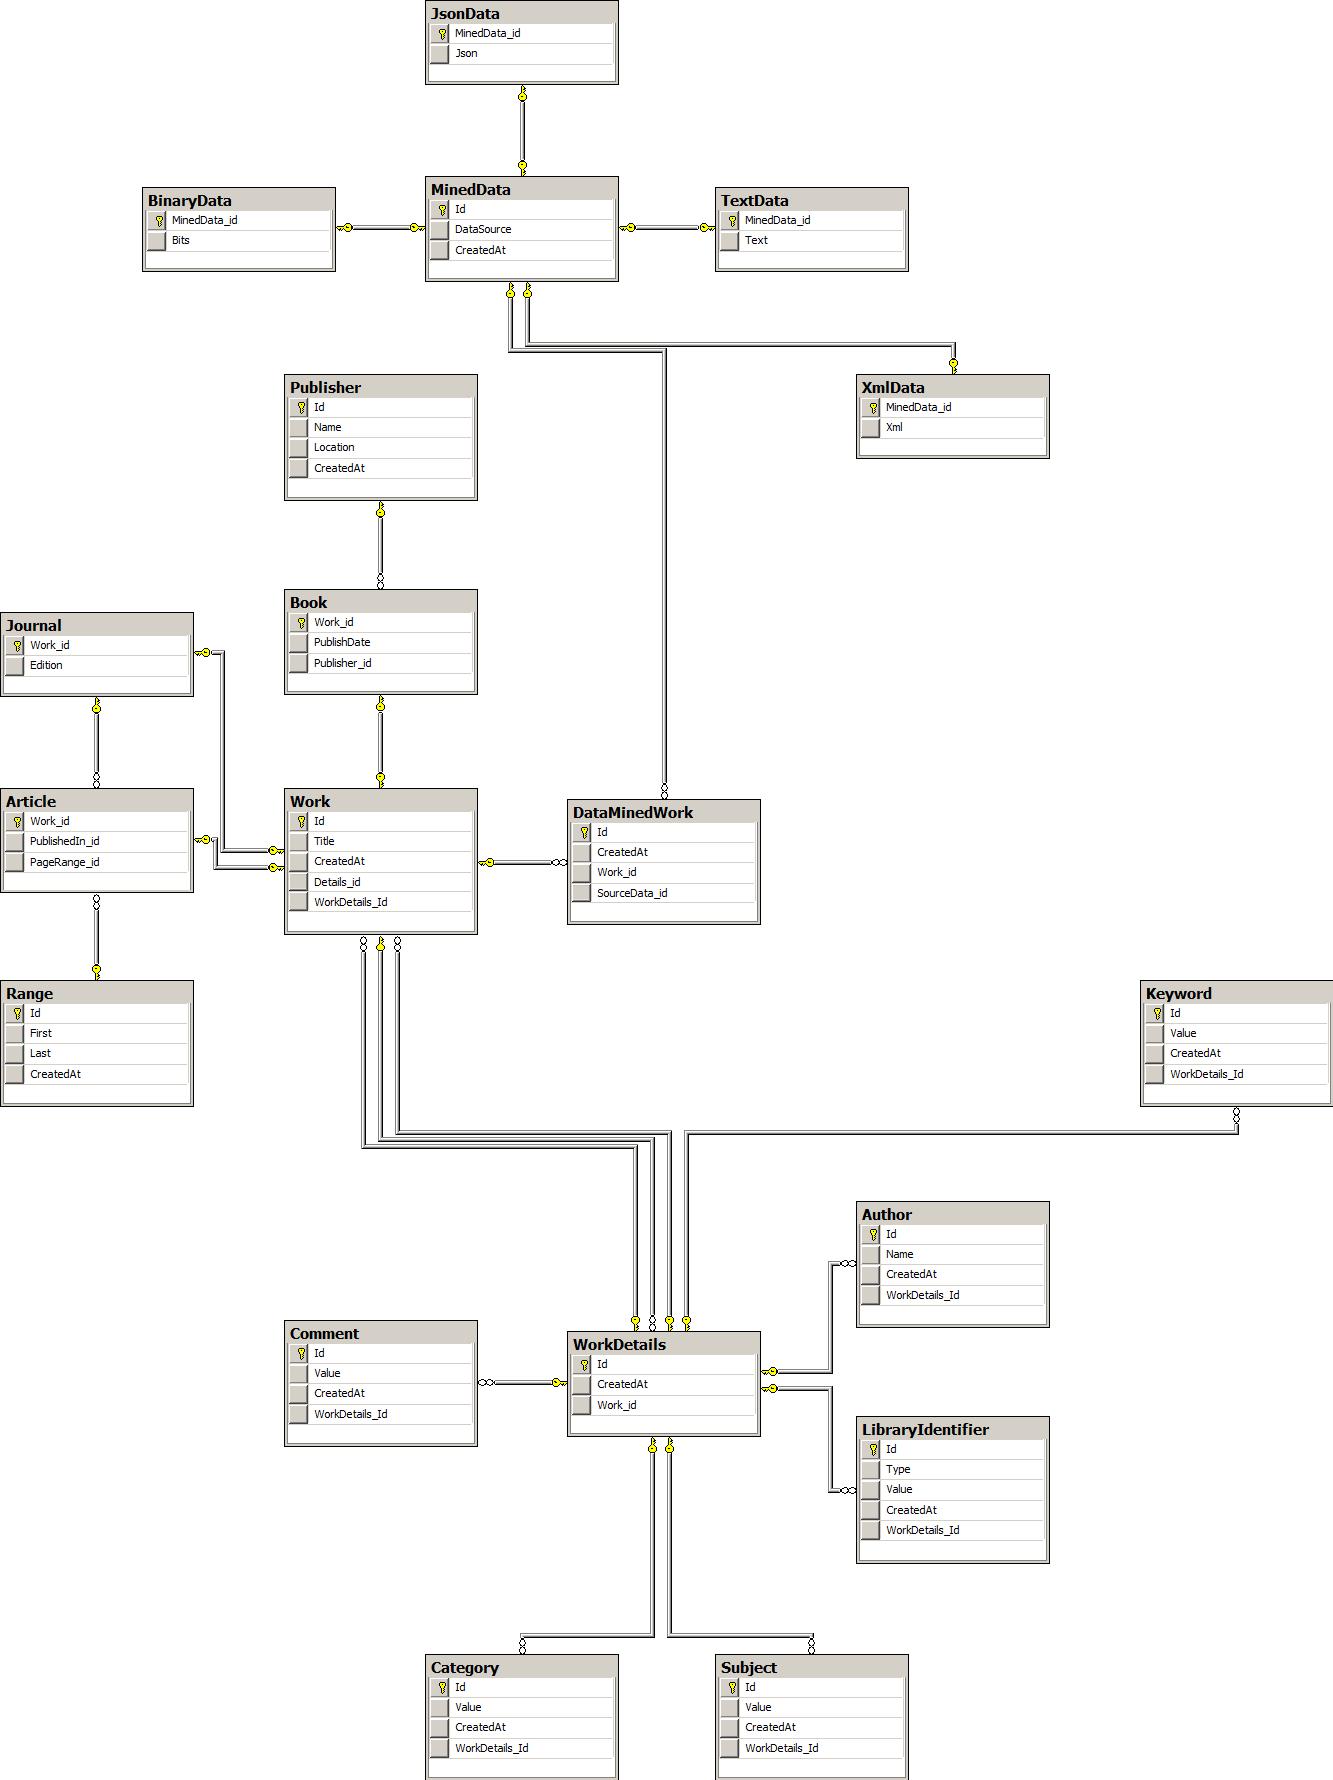 JsonData
MinedData_id
Json
BinaryData
MinedData_id
Bits
MinedData
Id
DataSource
CreatedAt
TextData
MinedData_id
Text
Publisher
Id
Name
Location
CreatedAt
XmlData
MinedData_id
Xml
Book
Work_id
PublishDate
Publisher_id
Journal
Work_id
Edition
Article
Work_id
PublishedIn_id
PageRange_id
Work
Id
Title
CreatedAt
Details_id
WorkDetails_Id
DataMinedWork
Id
CreatedAt
Work_id
SourceData_id
Range
Id
First
Last
CreatedAt
Keyword
Id
Value
CreatedAt
WorkDetails_Id
Author
Id
Name
CreatedAt
WorkDetails_Id
Comment
Id
Value
CreatedAt
WorkDetails_Id
WorkDetails
Id
CreatedAt
Work_id
LibraryIdentifier
Id
Type
Value
CreatedAt
WorkDetails_Id
Category
Id
Value
CreatedAt
WorkDetails_Id
Subject
Id
Value
CreatedAt
WorkDetails_Id